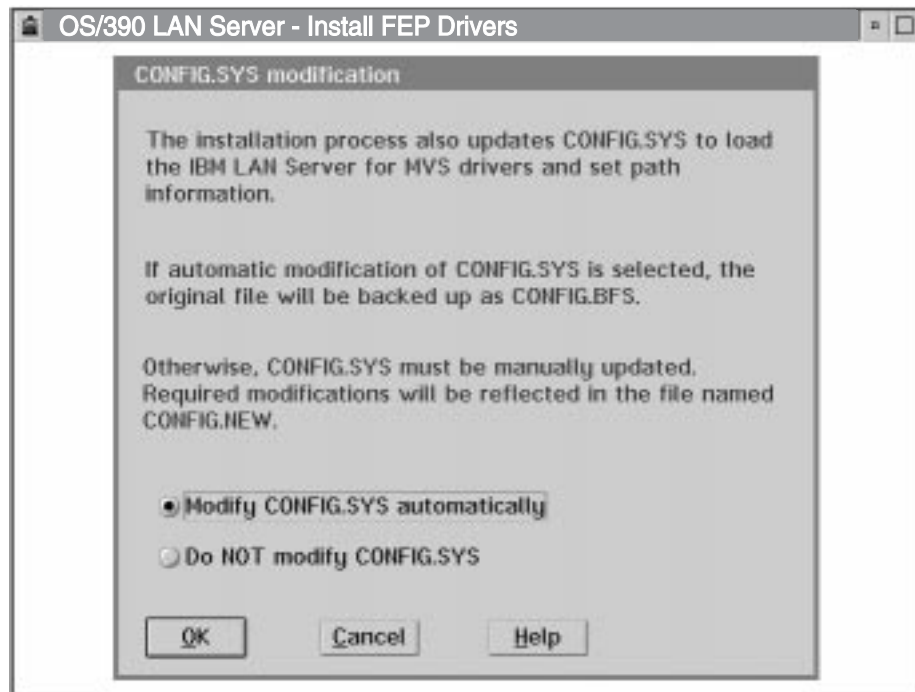 OS/390 LAN Server - Install FEP Drivers
CONFIG.SYS modification
The installation process also updates CONFIG.SYS to load
the IBM LAN Server for MVS drivers and set path
information.
If automatic modification of CONFIG.SYS is selected, the
original file will be backed up as CONFIG.BFS.
Otherwise, CONFIG.SYS must be manually updated.
Required modifications will be reflected in the file named
CONFIG.NEW.
Modify CONFIG.SYS automatically
Do NOT modify CONFIG.SYS
OK Cancel Help